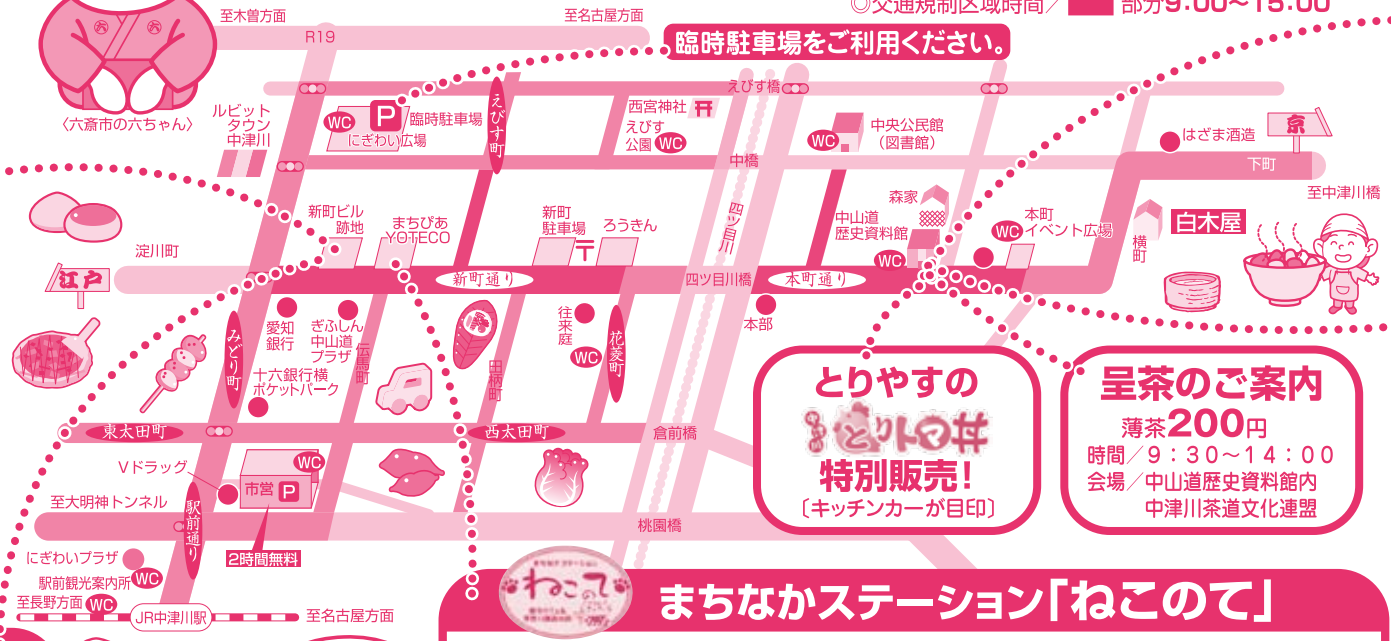 ◎交通規制区域時間／ 部分9:00〜15:00
至木曽方面
至名古屋方面
R19
臨時駐車場をご利用ください。
〈六斎市の六ちゃん〉
ルビット
タウン
中津川
WC
P
臨時駐車場
にぎわい広場
えびす町
西宮神社
えびす
公園
WC
えびす橋
WC
中央公民館
（図書館）
はざま酒造
京
下町
至中津川橋
中橋
四ツ目川
森家
中山道
歴史資料館
WC
WC
本町
イベント広場
横町
白木屋
淀川町
江戸
新町ビル
跡地
まちぴあ
YOTECO
新町
駐車場
〒
ろうきん
新町通り
四ツ目川橋
本町通り
本部
みどり町
愛知
銀行
ぎふしん
中山道
プラザ
伝馬町
十六銀行横
ポケットパーク
田柄町
往来庭
WC
花菱町
東太田町
西太田町
倉前橋
Vドラッグ
WC
市営P
至大明神トンネル
駅前通り
2時間無料
桃園橋
にぎわいプラザ
駅前観光案内所
WC
至長野方面
WC
JR中津川駅
至名古屋方面
とりやすの
とりトマ丼
特別販売！
〔キッチンカーが目印〕
呈茶のご案内
薄茶200円
時間／9：30〜14：00
会場／中山道歴史資料館内
中津川茶道文化連盟
ねこのて
まちなかステーション「ねこのて」